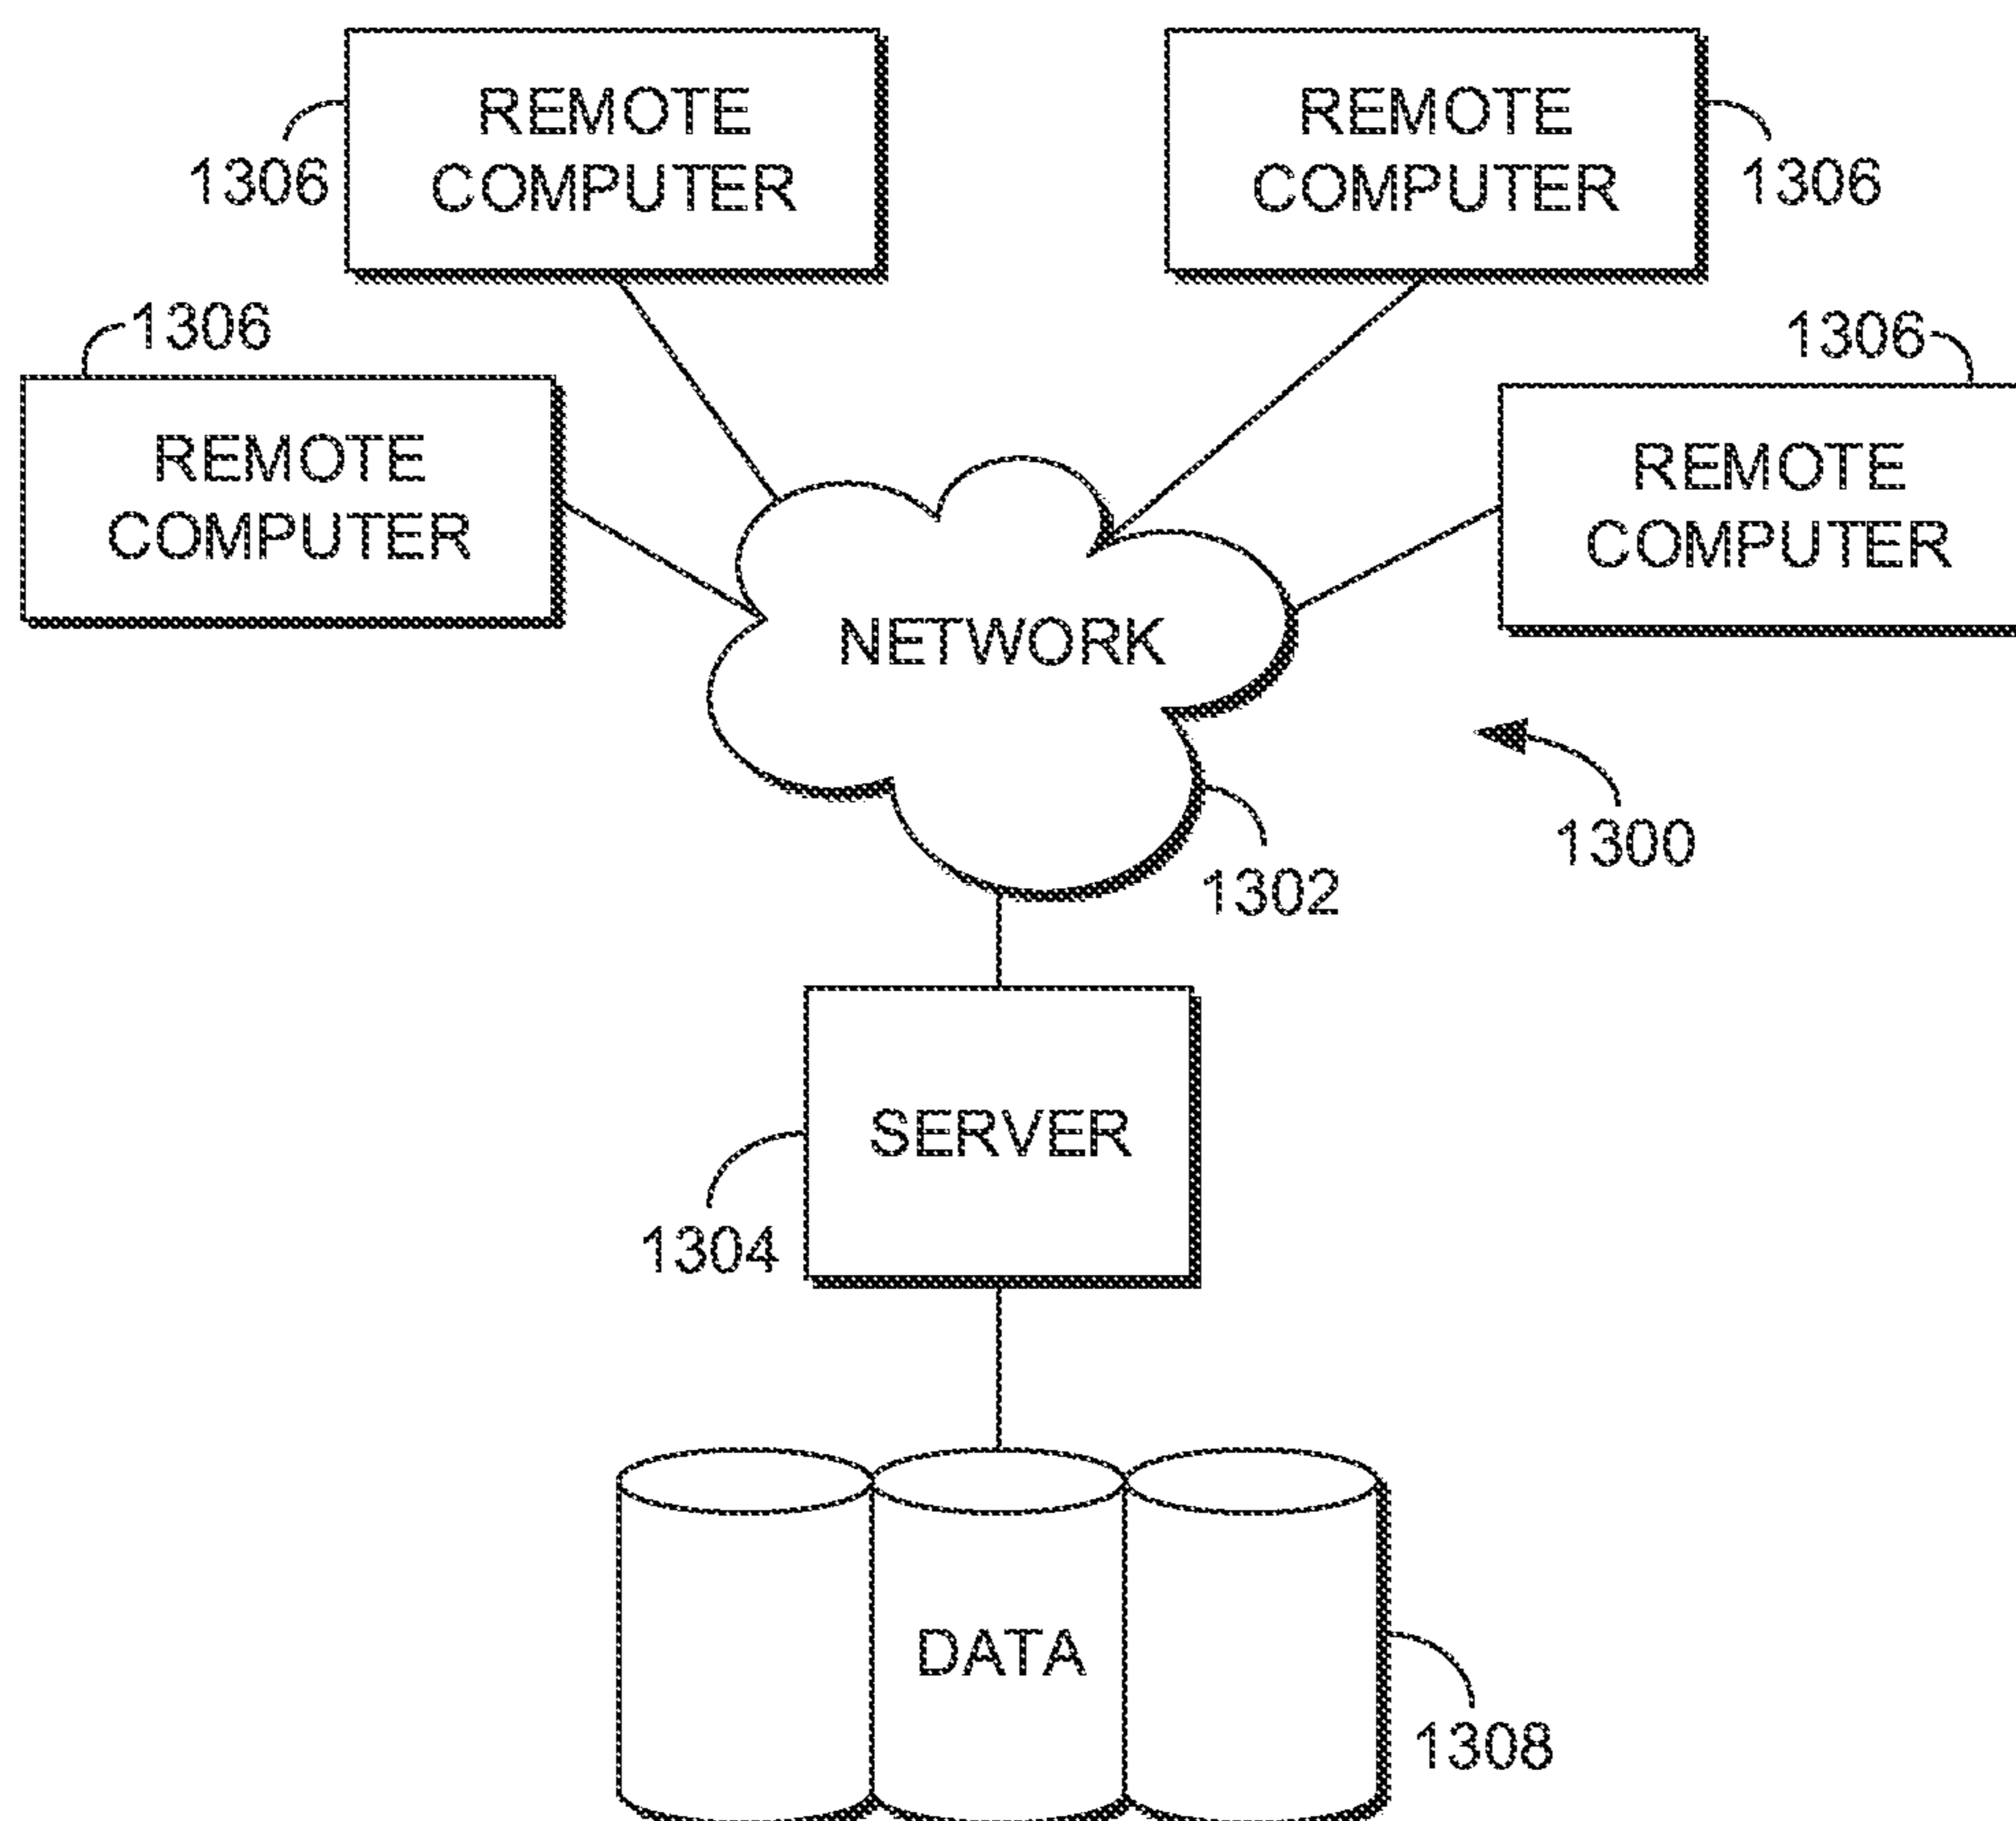 REMOTE
COMPUTER
1306
REMOTE
COMPUTER
1306
1306
REMOTE
COMPUTER
1306
REMOTE
COMPUTER
NETWORK
1300
1302
SERVER
1304
DATA
1308